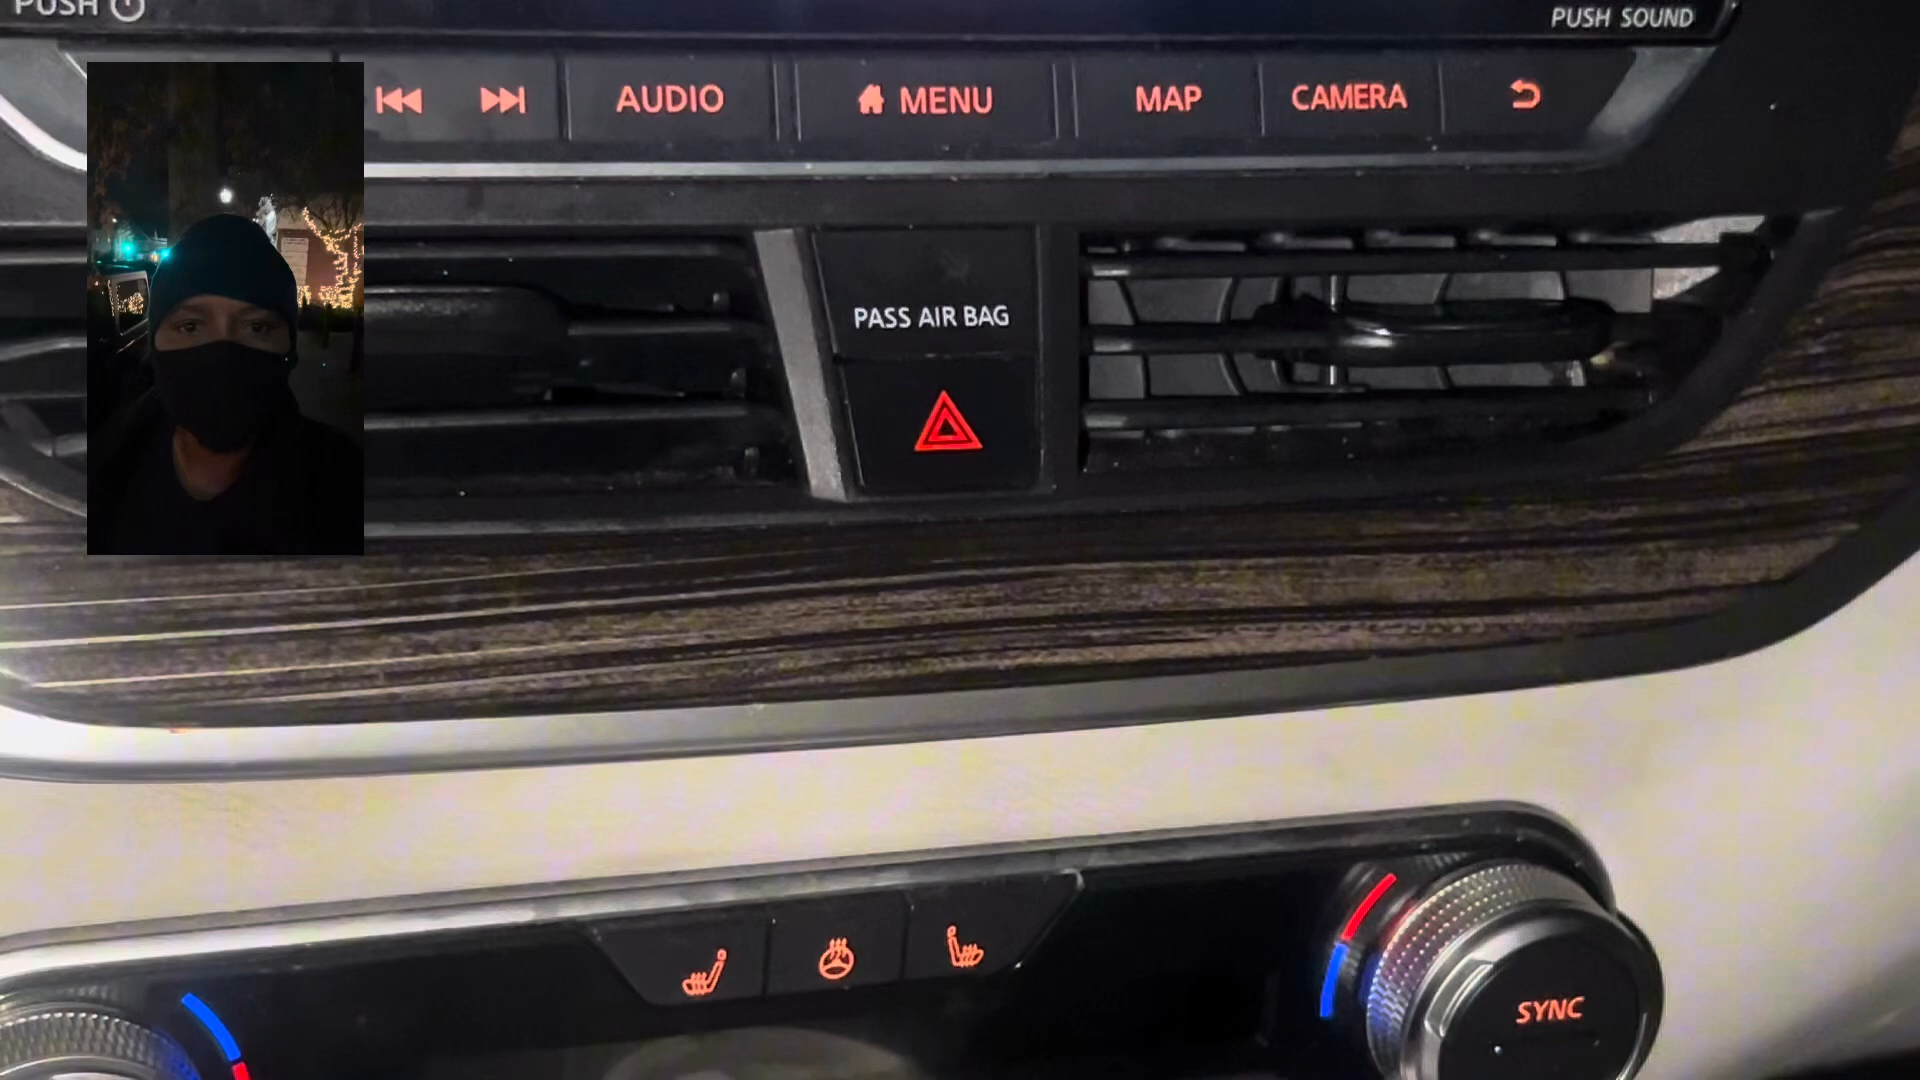 PUSH
PUSH SOUND
AUDIO
MENU
MAP
CAMERA
PASS AIR BAG
SYNC